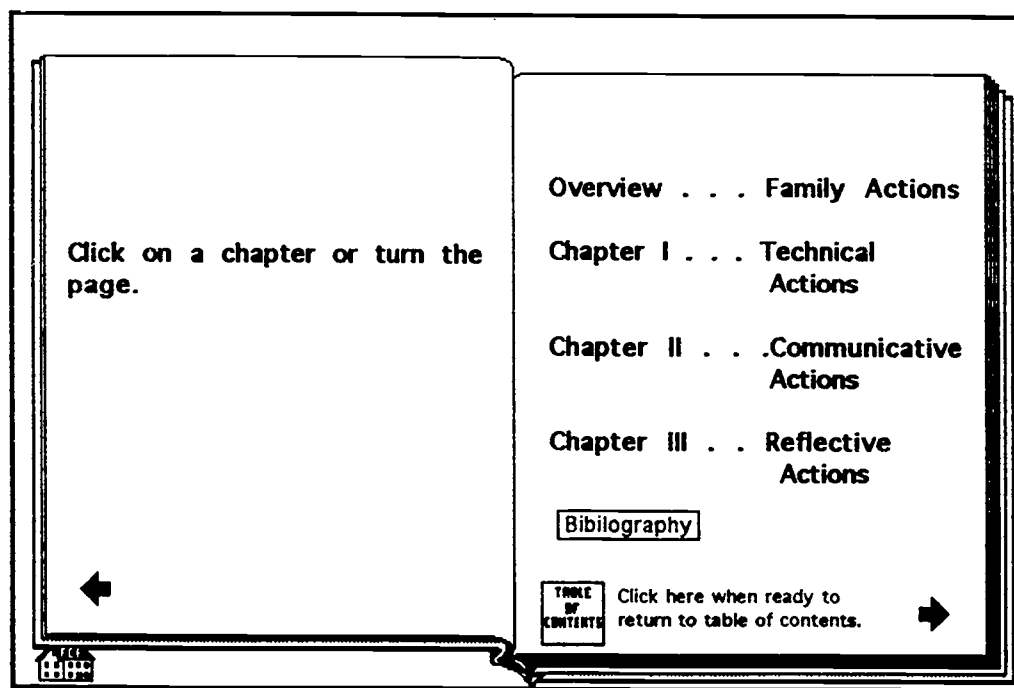 Click on a chapter or turn the
page.
Overview . . . Family Actions
Chapter I . . . Technical
Actions
Chapter II . . .Communicative
Actions
Chapter III . . Reflective
Actions
Bibilography
TABLE
OF
CONTENTS
Click here when ready to
return to table of contents.